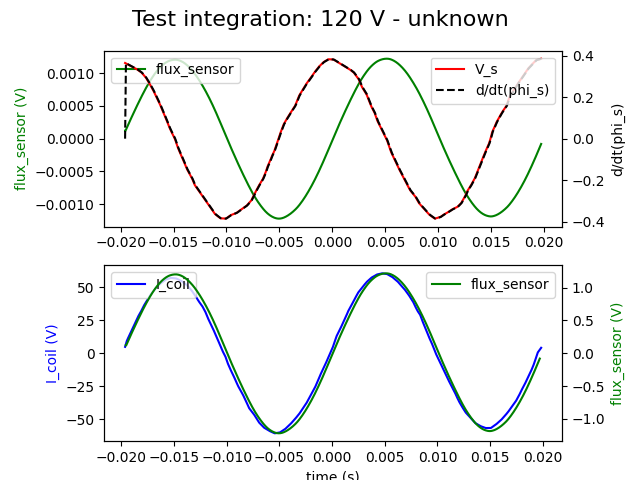 Test integration: 120 V - unknown
flux_sensor
V_s
d/dt(phi_s)
flux_sensor (V)
d/dt(phi_s)
0.0010
0.0005
0.0000
−0.0005
−0.0010
0.4
0.2
0.0
−0.2
−0.4
−0.020 −0.015 −0.010 −0.005 0.000 0.005 0.010 0.015 0.020
I_coil
flux_sensor
I_coil (V)
flux_sensor (V)
50
25
0
−25
−50
1.0
0.5
0.0
−0.5
−1.0
−0.020 −0.015 −0.010 −0.005 0.000 0.005 0.010 0.015 0.020
time (s)